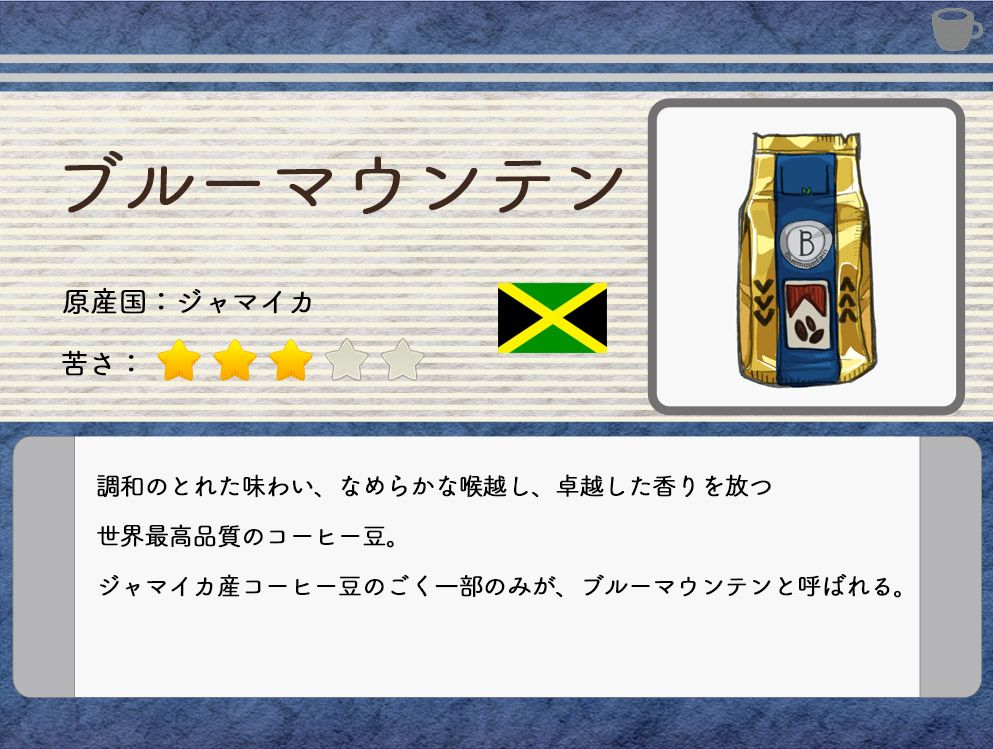 ブルーマウンテン
原産国：ジャマイカ
苦さ：
B
Bluemountain
調和のとれた味わい、なめらかな喉越し、卓越した香りを放つ
世界最高品質のコーヒー豆。
ジャマイカ産コーヒー豆のごく一部のみが、ブルーマウンテンと呼ばれる。